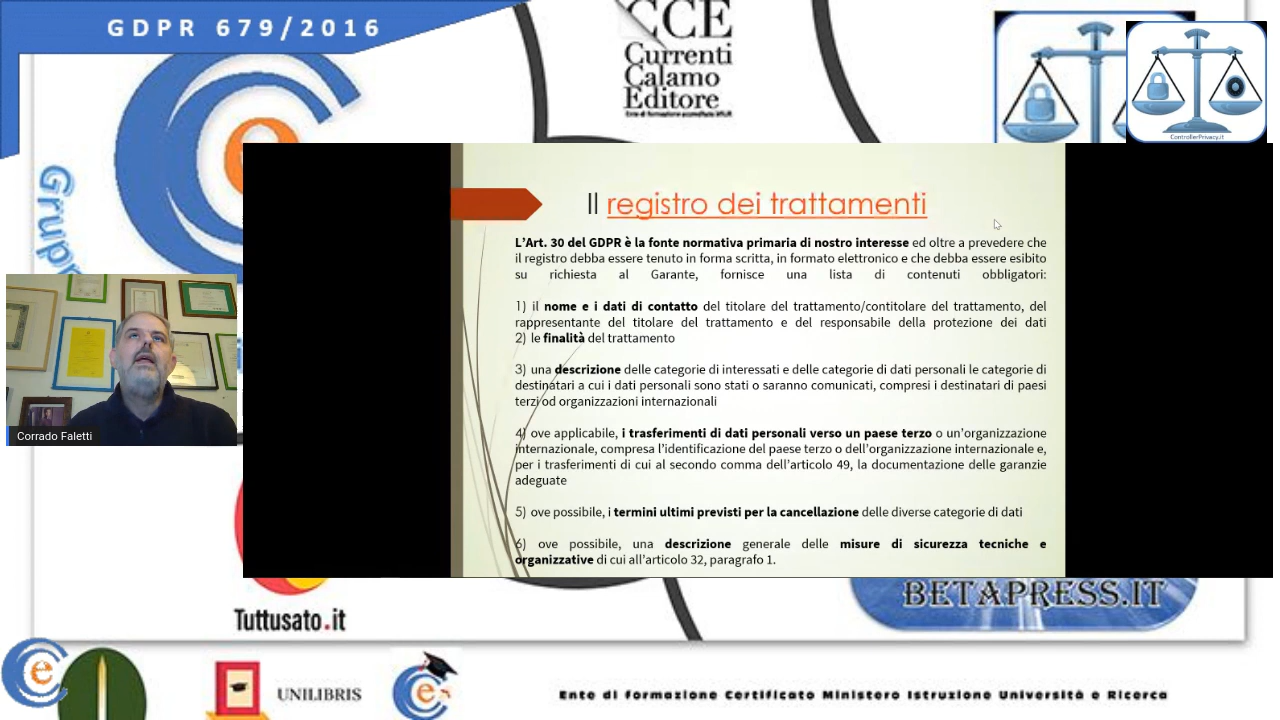 GDPR 679/2016
CCE
Currenti
Calamo
Editore
ControllerPrivacy.it
Il registro dei trattamenti
L'Art. 30 del GDPR è la fonte normativa primaria di nostro interesse ed oltre a prevedere che
il registro debba essere tenuto in forma scritta, in formato elettronico e che debba essere esibito
su richiesta al Garante, fornisce una lista di contenuti obbligatori:
1) il nome e i dati di contatto del titolare del trattamento/contitolare del trattamento, del
rappresentante del titolare del trattamento e del responsabile della protezione dei dati
2) le finalità del trattamento
3) una descrizione delle categorie di interessati e delle categorie di dati personali le categorie di
destinatari a cui i dati personali sono stati o saranno comunicati, compresi i destinatari di paesi
terzi od organizzazioni internazionali
4) ove applicabile, i trasferimenti di dati personali verso un paese terzo o un'organizzazione
internazionale, compresa l'identificazione del paese terzo o dell'organizzazione internazionale e,
per i trasferimenti di cui al secondo comma dell'articolo 49, la documentazione delle garanzie
adeguate
5) ove possibile, i termini ultimi previsti per la cancellazione delle diverse categorie di dati
6) ove possibile, una descrizione generale delle misure di sicurezza tecniche e
organizzative di cui all'articolo 32, paragrafo 1.
Corrado Faletti
Tuttusato.it
BETAPRESS.IT
UNILIBRIS
Ente di formazione Certificato Ministero Istruzione Università e Ricerca